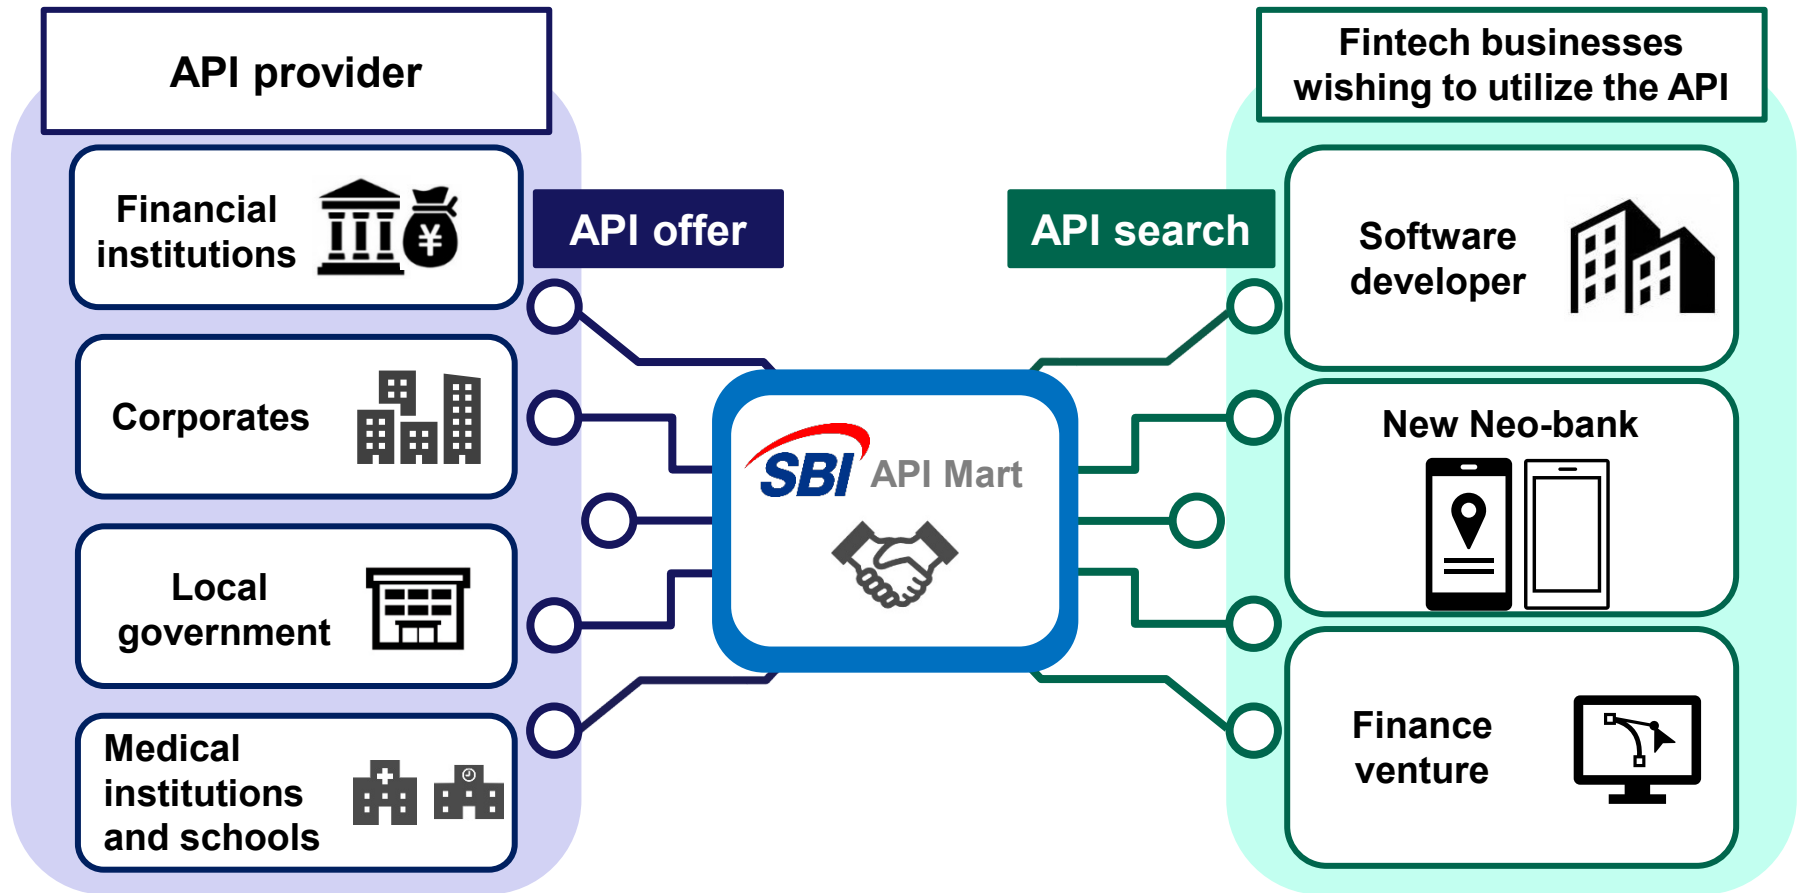 API provider
Financial
institutions
¥
Corporates
Local
government
Medical
institutions
and schools
API offer
SBI API Mart
API search
Fintech businesses
wishing to utilize the API
Software
developer
New Neo-bank
Finance
venture